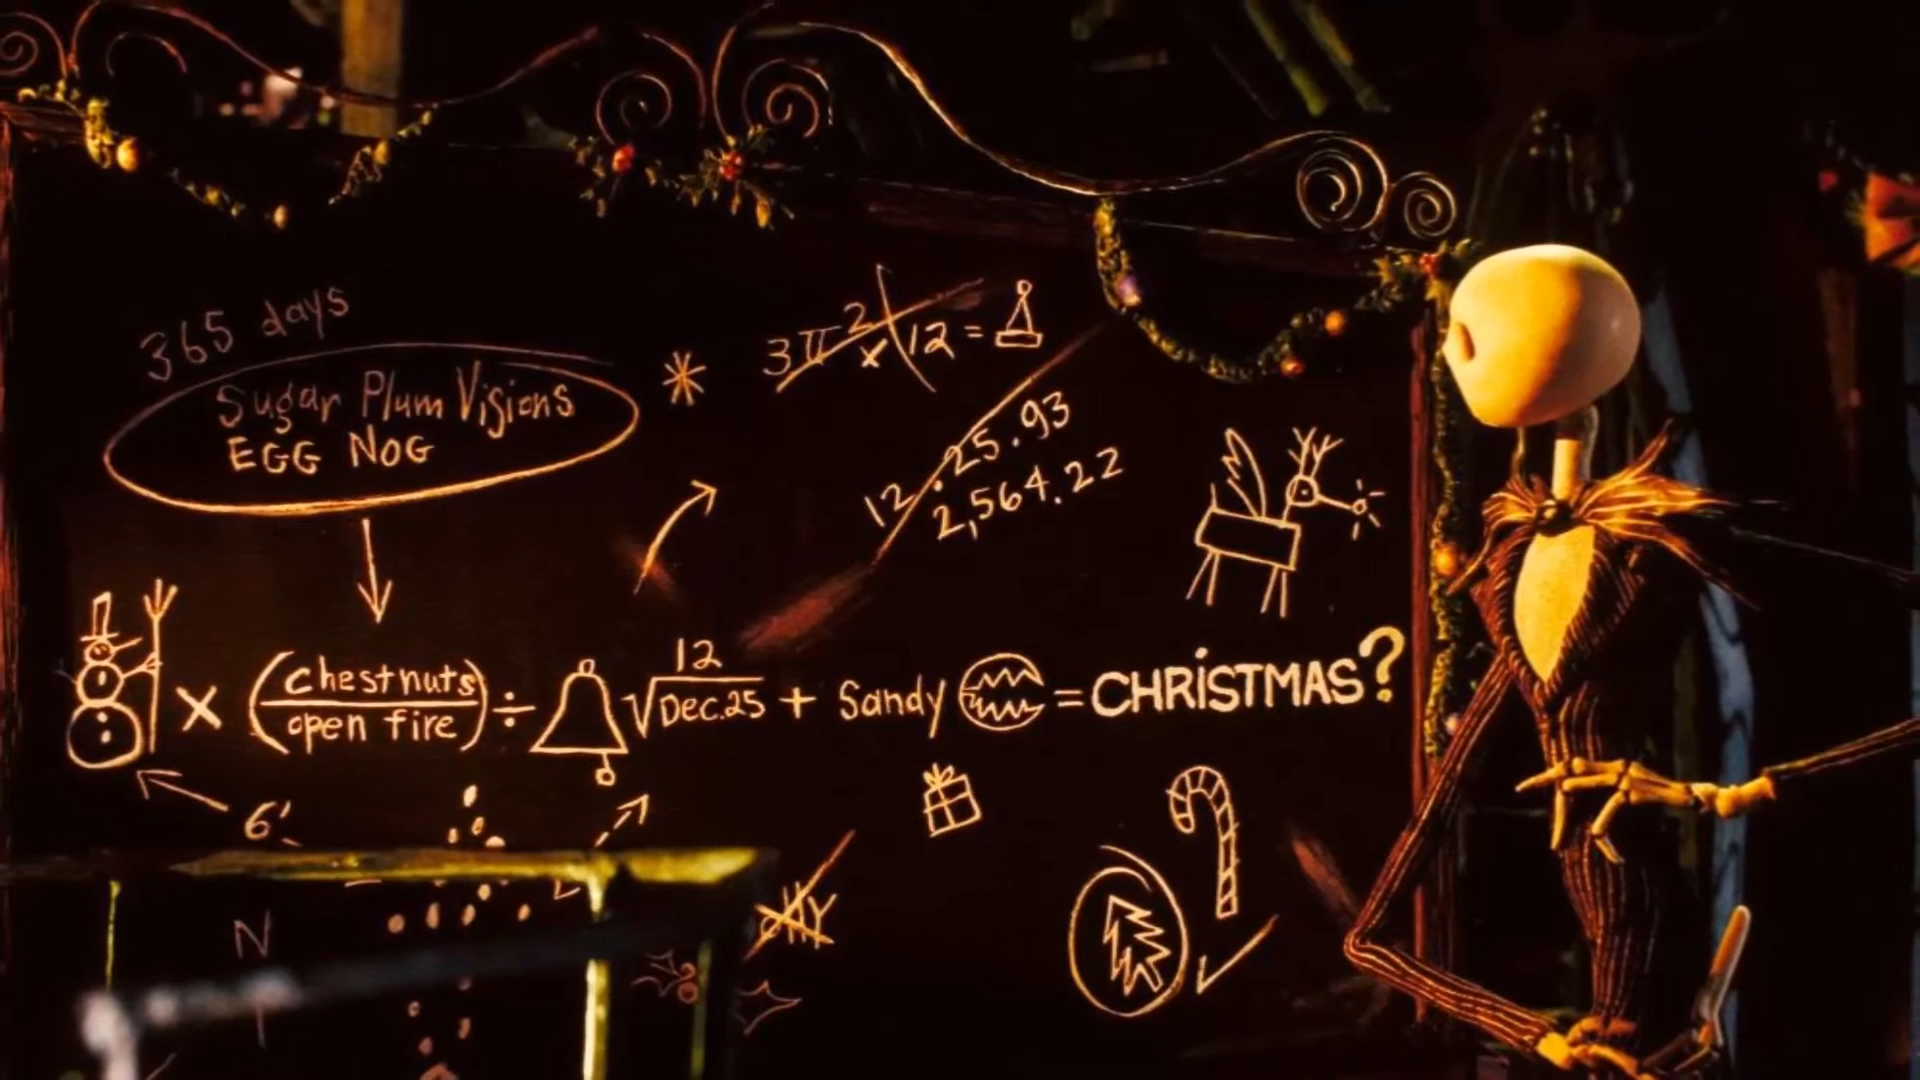 365 days
Sugar Plum Visions
EGG NOG
3π² x 12 =
12 . 25 . 93
2,564.22
x (chestnuts / open fire) ÷ √Dec.25 12 + Sandy = CHRiSTMAS?
6'
N